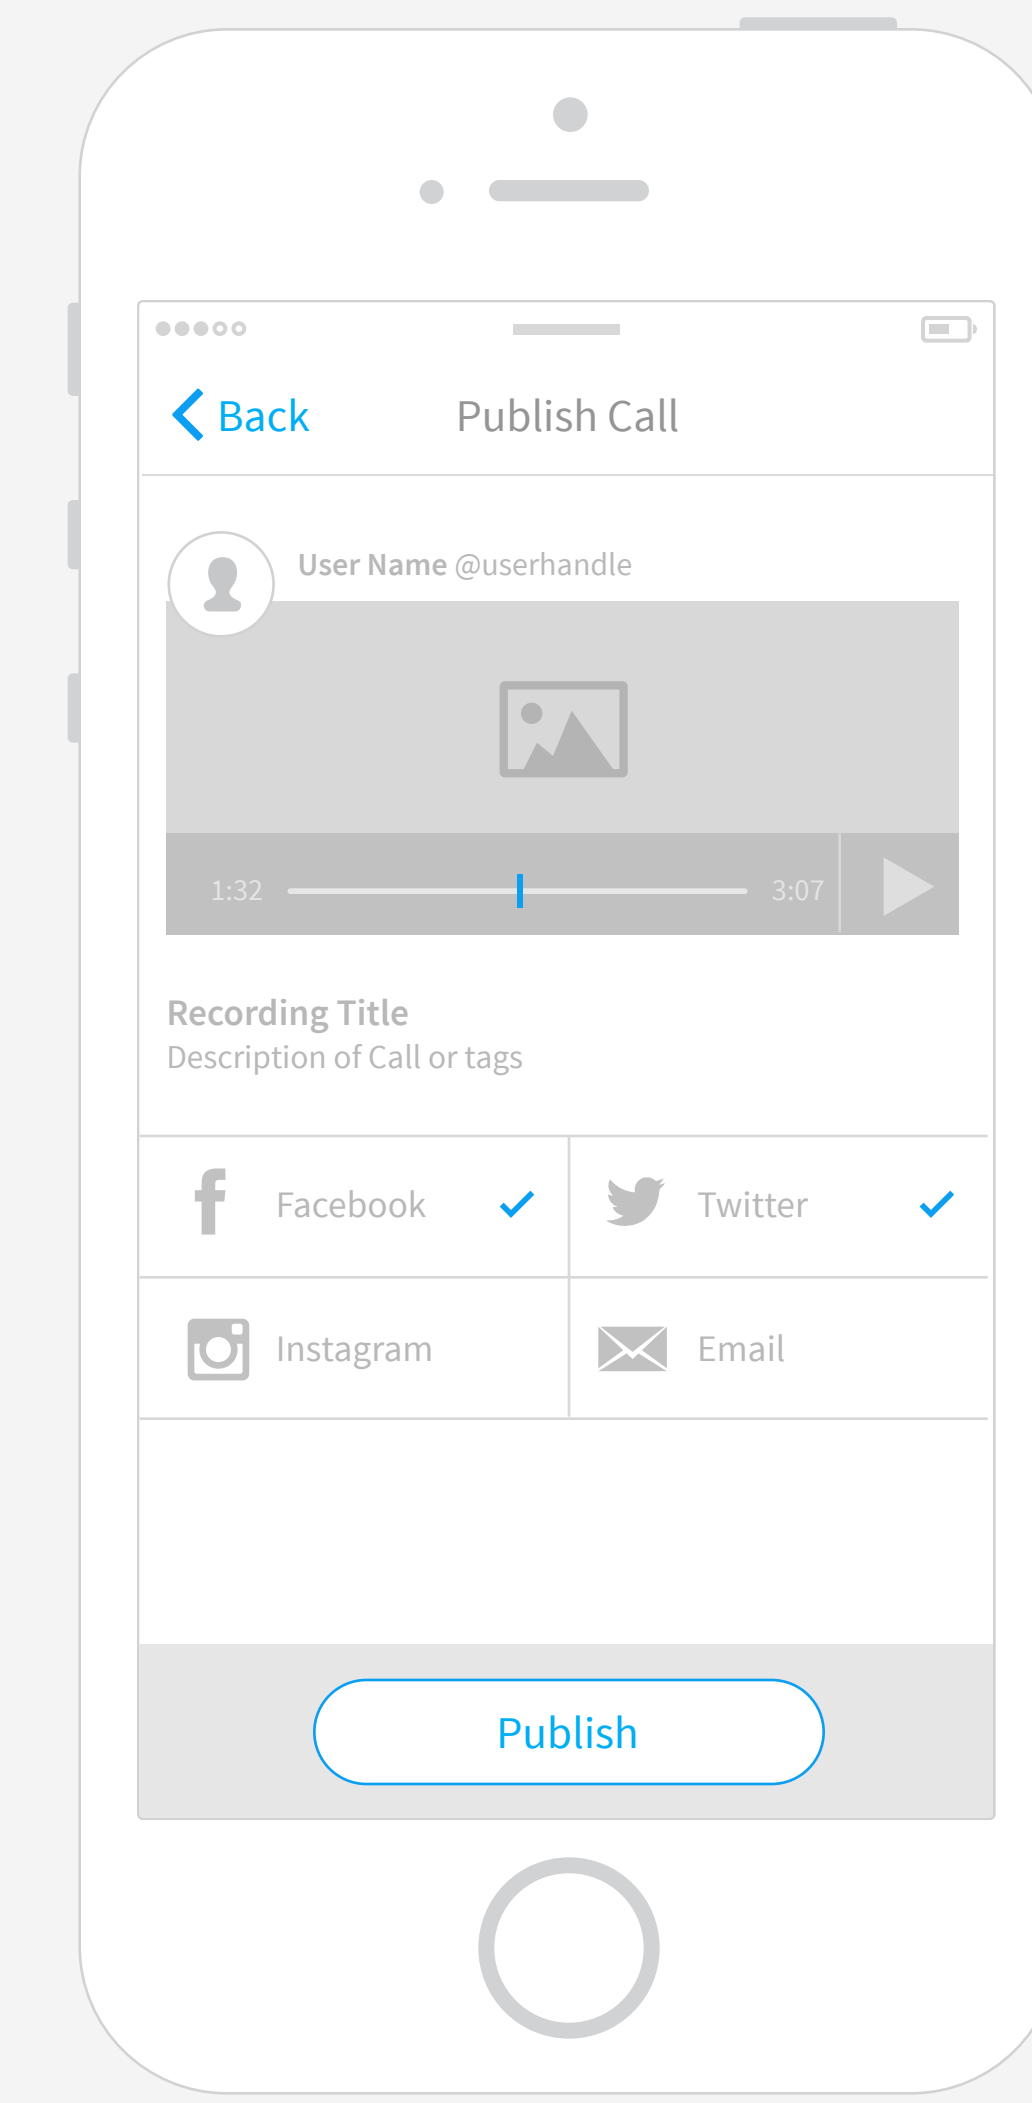 Back
Publish Call
User Name @userhandle
1:32
3:07
Recording Title
Description of Call or tags
Facebook
Twitter
Instagram
Email
Publish